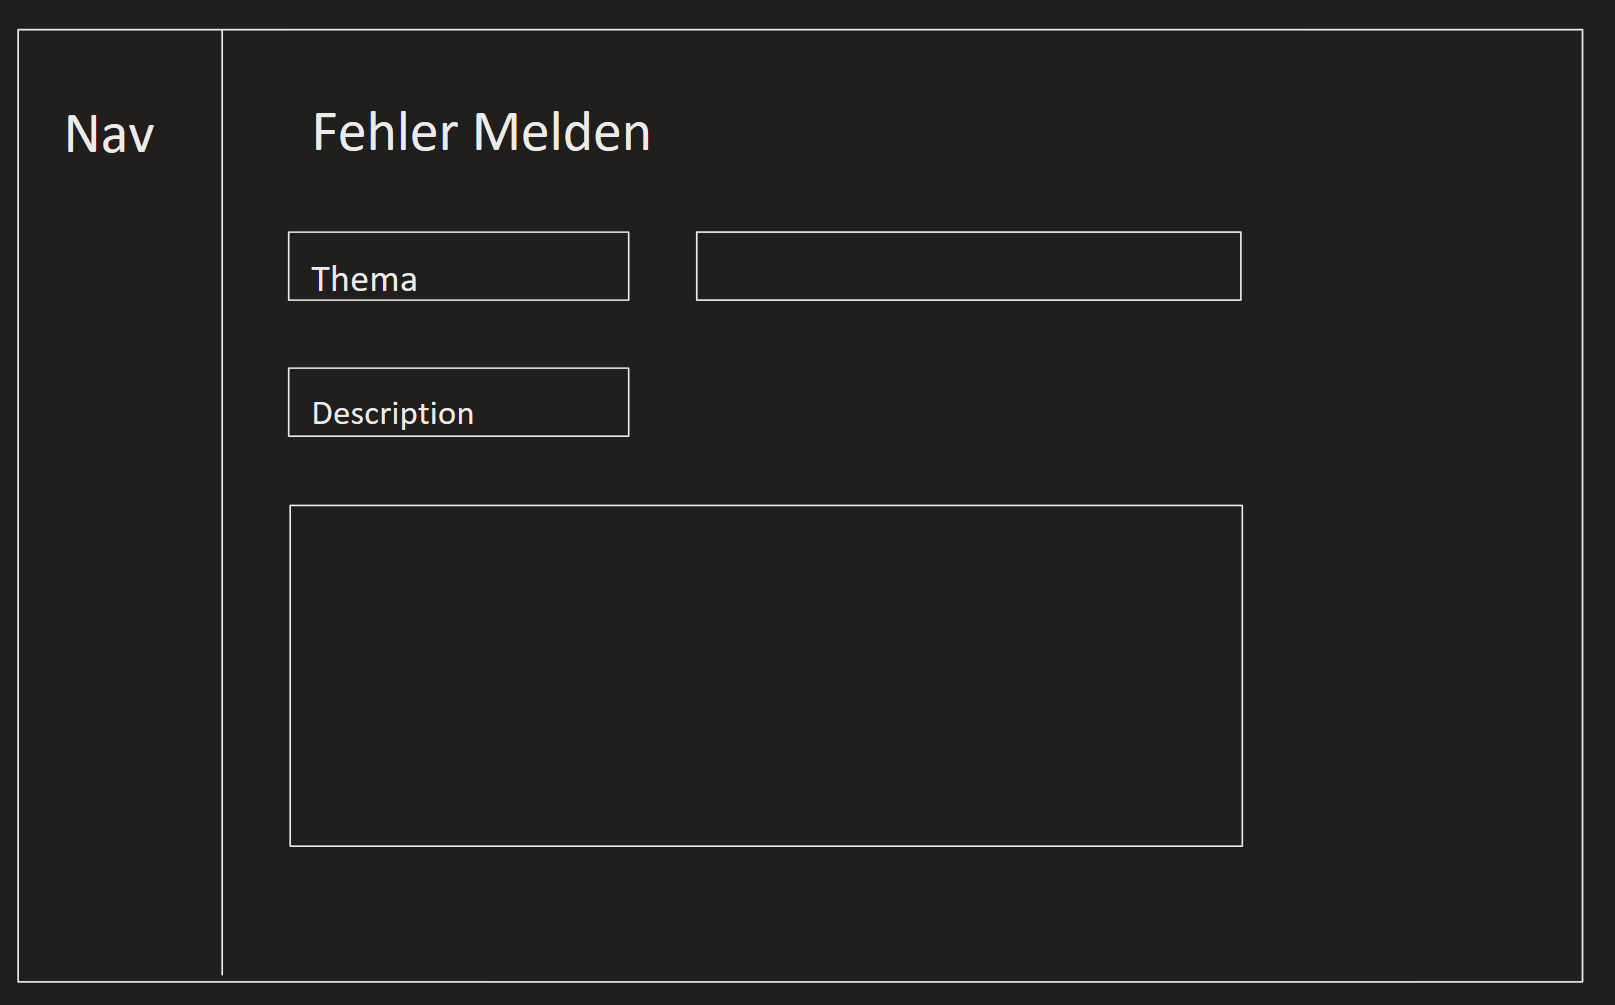 Nav
Fehler Melden
Thema
Description